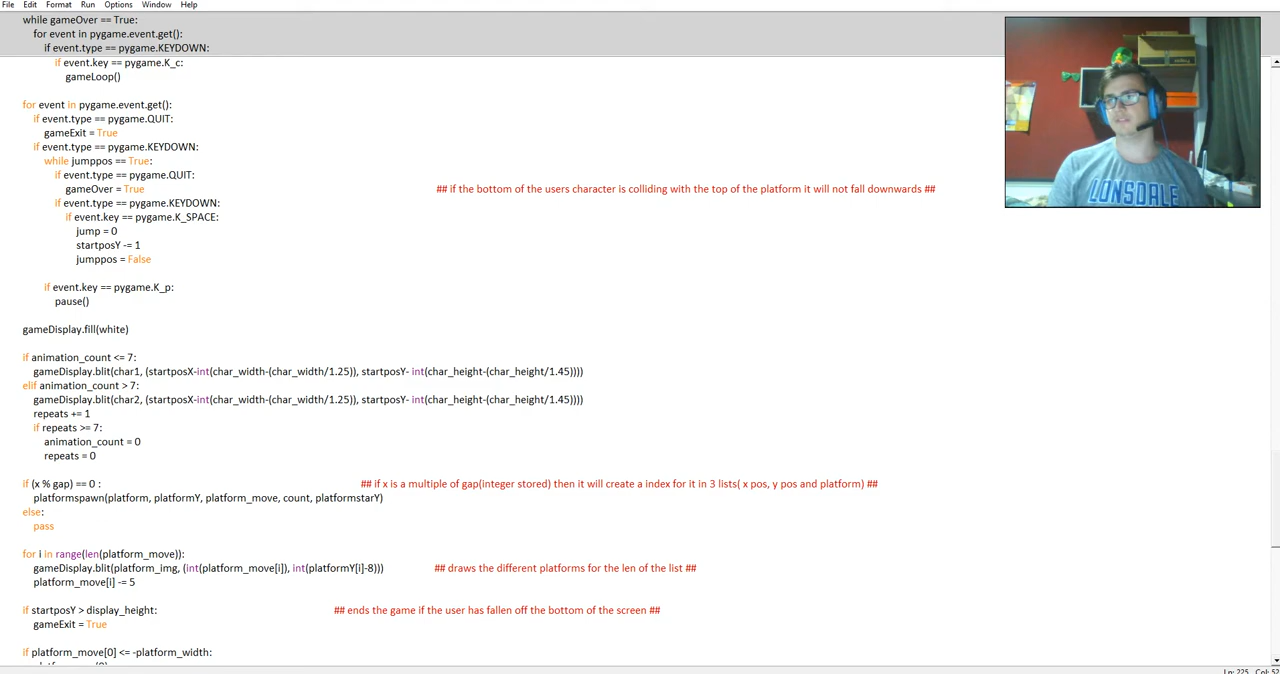 File Edit Format Run Options Window Help
while gameOver == True:
for event in pygame.event.get():
if event.type == pygame.KEYDOWN:
if event.key == pygame.K_c:
gameLoop()
for event in pygame.event.get():
if event.type == pygame.QUIT:
gameExit = True
if event.type == pygame.KEYDOWN:
while jumppos == True:
if event.type == pygame.QUIT:
gameOver = True ## if the bottom of the users character is colliding with the top of the platform it will not fall downwards ##
if event.type == pygame.KEYDOWN:
if event.key == pygame.K_SPACE:
jump = 0
startposY -= 1
jumppos = False
if event.key == pygame.K_p:
pause()
gameDisplay.fill(white)
if animation_count <= 7:
gameDisplay.blit(char1, (startposX-int(char_width-(char_width/1.25)), startposY- int(char_height-(char_height/1.45))))
elif animation_count > 7:
gameDisplay.blit(char2, (startposX-int(char_width-(char_width/1.25)), startposY- int(char_height-(char_height/1.45))))
repeats += 1
if repeats >= 7:
animation_count = 0
repeats = 0
if (x % gap) == 0 : ## if x is a multiple of gap(integer stored) then it will create a index for it in 3 lists( x pos, y pos and platform) ##
platformspawn(platform, platformY, platform_move, count, platformstarY)
else:
pass
for i in range(len(platform_move)):
gameDisplay.blit(platform_img, (int(platform_move[i]), int(platformY[i]-8))) ## draws the different platforms for the len of the list ##
platform_move[i] -= 5
if startposY > display_height: ## ends the game if the user has fallen off the bottom of the screen ##
gameExit = True
if platform_move[0] <= -platform_width:
LONSDALE